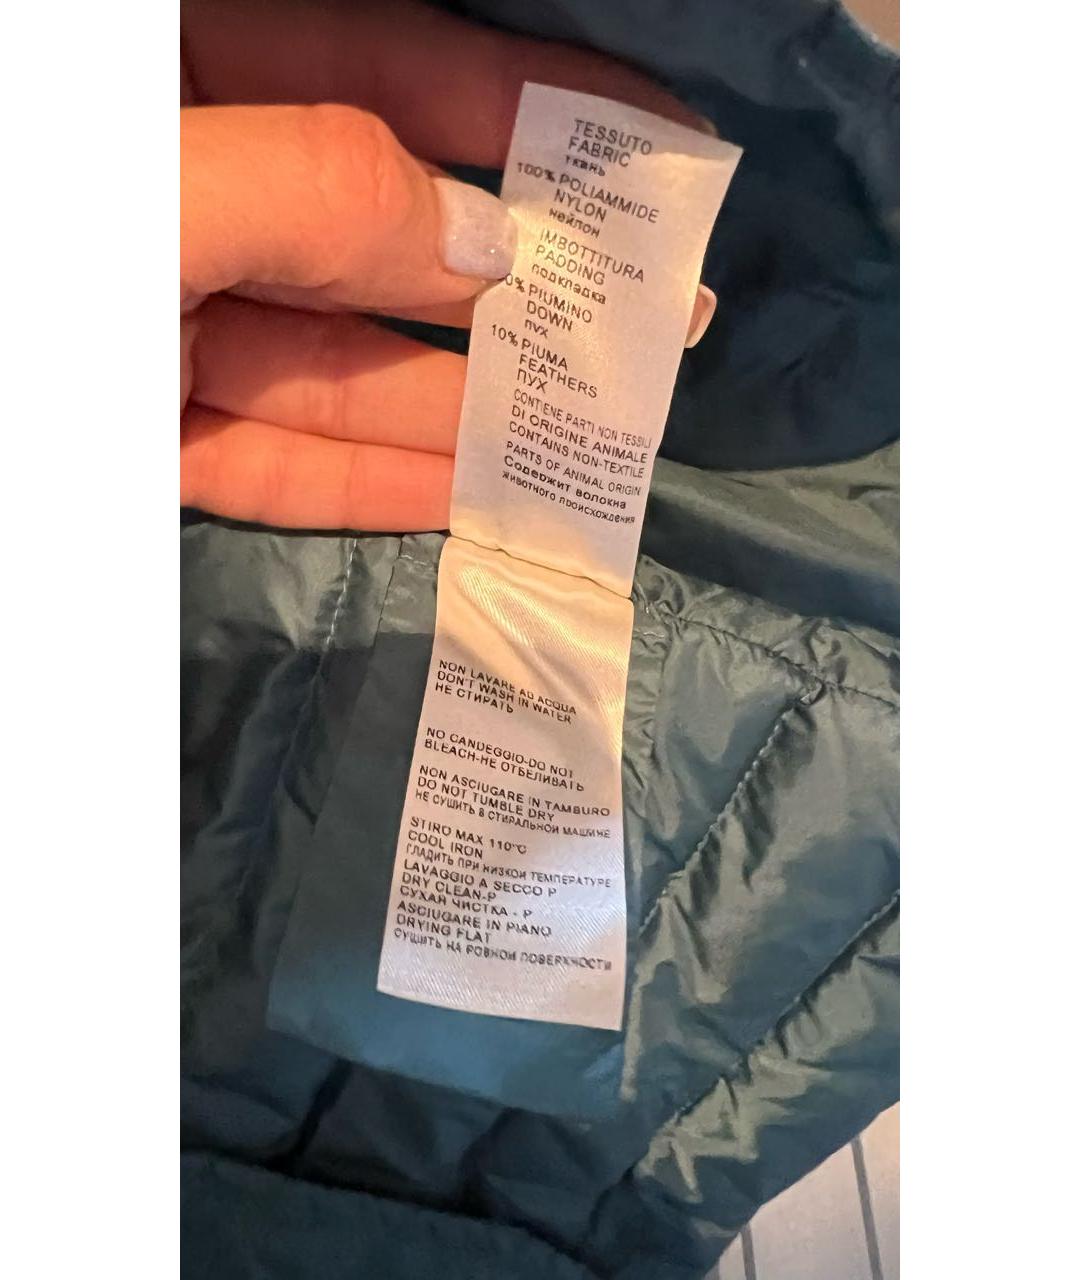 TESSUTO
FABRIC
ткань
100% POLIAMMIDE
NYLON
нейлон
IMBOTTITURA
PADDING
подкладка
0% PIUMINO
DOWN
пух
10% PIUMA
FEATHERS
ПУХ
CONTIENE PARTI NON TESSILI
DI ORIGINE ANIMALE
CONTAINS NON-TEXTILE
PARTS OF ANIMAL ORIGIN
Содержит волокна
животного происхождения
NON LAVARE AD ACQUA
DON'T WASH IN WATER
НЕ СТИРАТЬ
NO CANDEGGIO-DO NOT
BLEACH-НЕ ОТБЕЛИВАТЬ
NON ASCIUGARE IN TAMBURO
DO NOT TUMBLE DRY
НЕ СУШИТЬ В СТИРАЛЬНОЙ МАШИНЕ
STIRO MAX 110°C
COOL IRON
ГЛАДИТЬ ПРИ НИЗКОЙ ТЕМПЕРАТУРЕ
LAVAGGIO A SECCO P
DRY CLEAN-P
СУХАЯ ЧИСТКА - P
ASCIUGARE IN PIANO
DRYING FLAT
СУШИТЬ НА РОВНОЙ ПОВЕРХНОСТИ